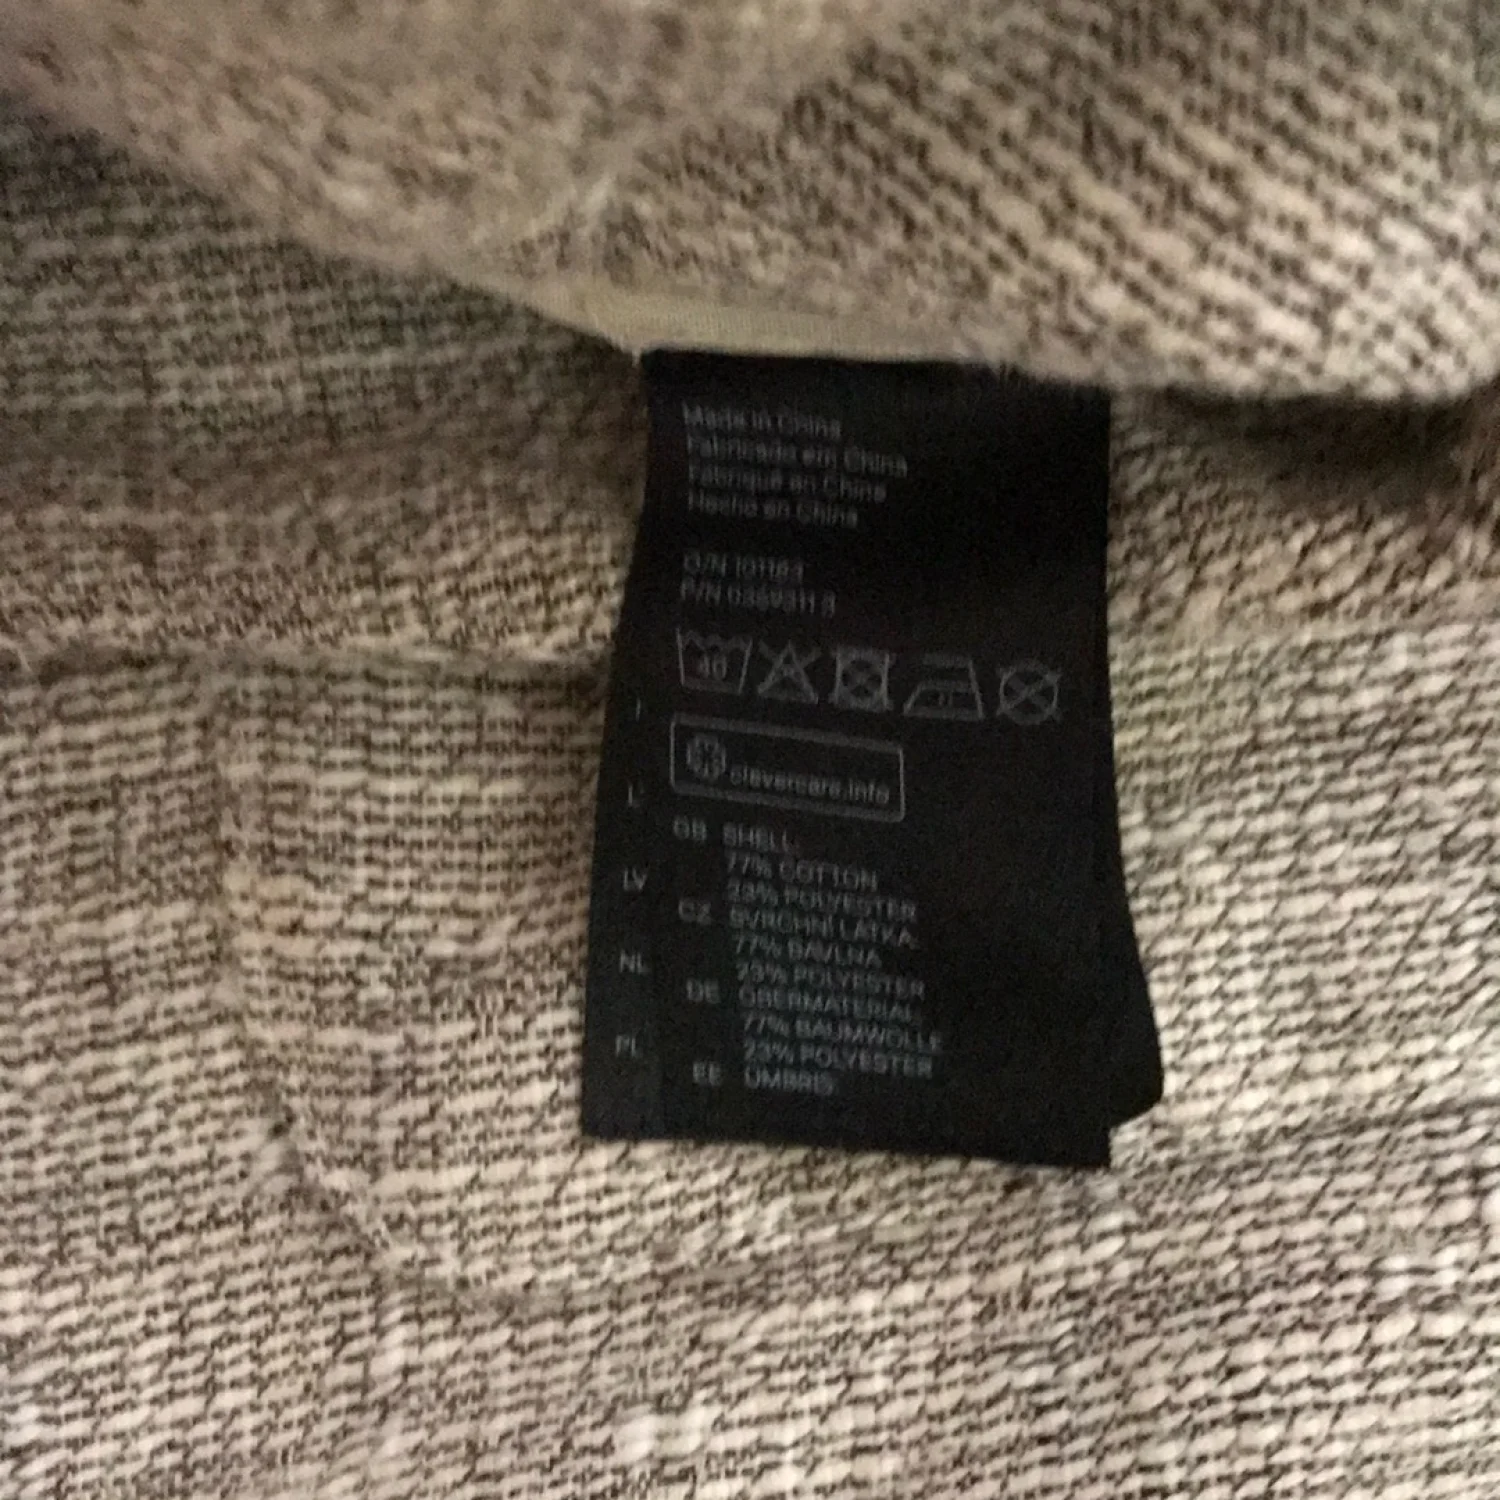 Made in China
Fabricado em China
Fabriqué en China
Hecho en China
O/N 101183
P/N 0369311 3
40
clevercare.info
GB SHELL:
77% COTTON
23% POLYESTER
CZ SVRCHNÍ LÁTKA:
77% BAVLNA
23% POLYESTER
DE OBERMATERIAL:
77% BAUMWOLLE
23% POLYESTER
EE ÜMBRIS:
LV
NL
PL